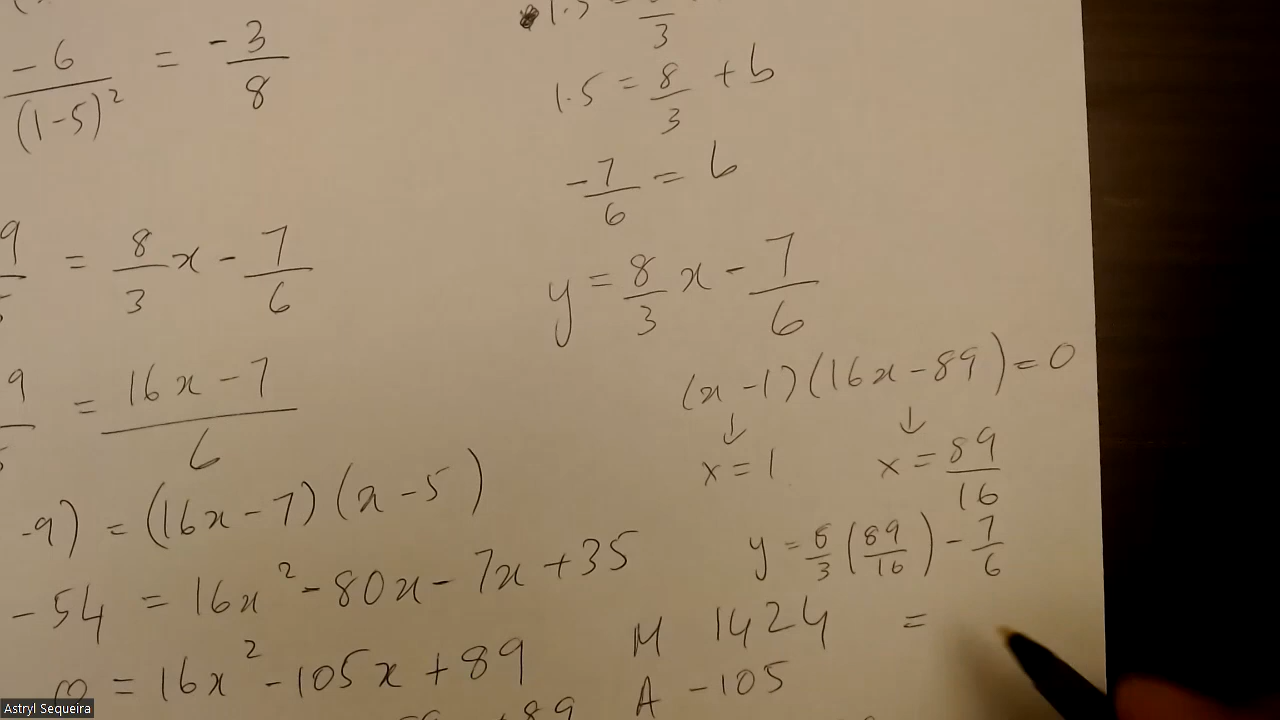 -6/(1-5)² = -3/8
1.5 = 8/3 + b
-7/6 = b
= 8/3 x - 7/6
y = 8/3 x - 7/6
9 = (16x - 7)/6
(x - 1)(16x - 89) = 0
↓ ↓
x = 1 x = 89/16
-9) = (16x - 7)(x - 5)
y = 8/3 (89/16) - 7/6
-54 = 16x² - 80x - 7x + 35
M 1424 =
0 = 16x² - 105x + 89
A -105
+89
Astryl Sequeira